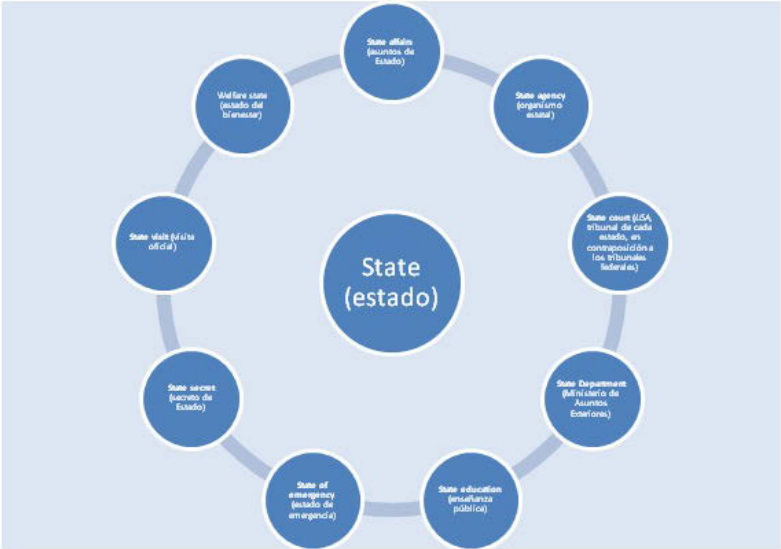 State affairs
(asuntos de
Estado)
State agency
(organismo
estatal)
State court (USA,
tribunal de cada
estado, en
contraposición a
los tribunales
federales)
State Department
(Ministerio de
Asuntos
Exteriores)
State education
(enseñanza
pública)
State of
emergency
(estado de
emergencia)
State secret
(secreto de
Estado)
State visit (visita
oficial)
Welfare state
(estado del
bienestar)
State
(estado)